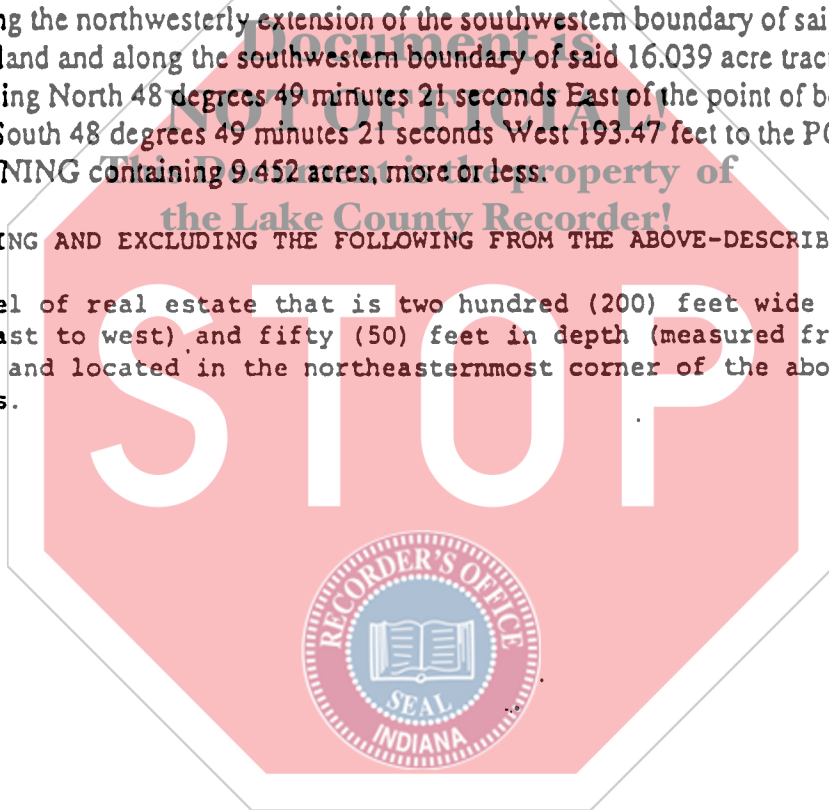 ng the northwesterly extension of the southwestern boundary of sai
Document is
land and along the southwestern boundary of said 16.039 acre trac
ing North 48 degrees 49 minutes 21 seconds East of the point of b
NOT OFFICIAL!
South 48 degrees 49 minutes 21 seconds West 193.47 feet to the PO
NING containing 9.452 acres, more or less.
This Document is the property of
the Lake County Recorder!
ING AND EXCLUDING THE FOLLOWING FROM THE ABOVE-DESCRIB
el of real estate that is two hundred (200) feet wide
ast to west) and fifty (50) feet in depth (measured fr
and located in the northeasternmost corner of the abo
s.
STOP
RECORDER'S OFFICE
SEAL
INDIANA